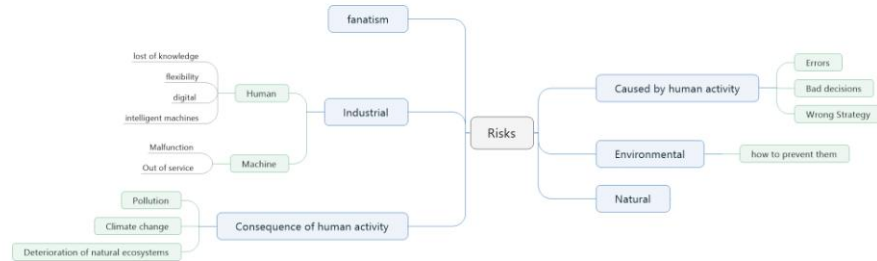 fanatism
lost of knowledge
flexibility
digital
intelligent machines
Human
Industrial
Malfunction
Out of service
Machine
Pollution
Climate change
Deterioration of natural ecosystems
Consequence of human activity
Risks
Caused by human activity
Errors
Bad decisions
Wrong Strategy
Environmental
how to prevent them
Natural